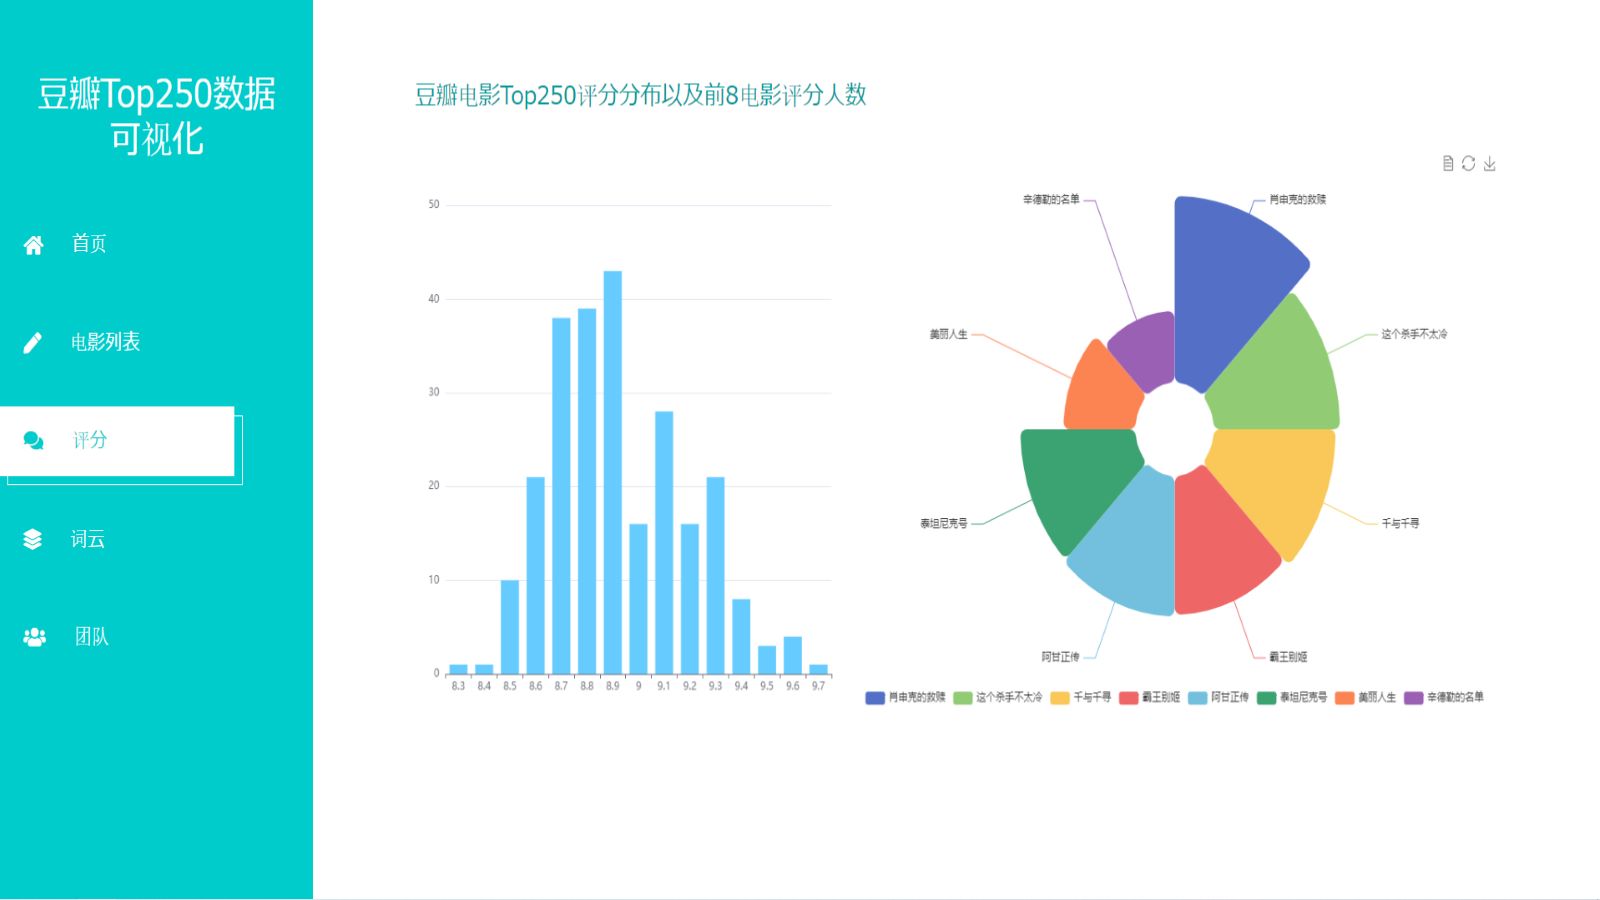 豆瓣Top250数据
可视化
首页
电影列表
评分
词云
团队
豆瓣电影Top250评分分布以及前8电影评分人数
50
40
30
20
10
0
8.3 8.4 8.5 8.6 8.7 8.8 8.9 9 9.1 9.2 9.3 9.4 9.5 9.6 9.7
辛德勒的名单
肖申克的救赎
美丽人生
这个杀手不太冷
泰坦尼克号
千与千寻
阿甘正传
霸王别姬
肖申克的救赎 这个杀手不太冷 千与千寻 霸王别姬 阿甘正传 泰坦尼克号 美丽人生 辛德勒的名单